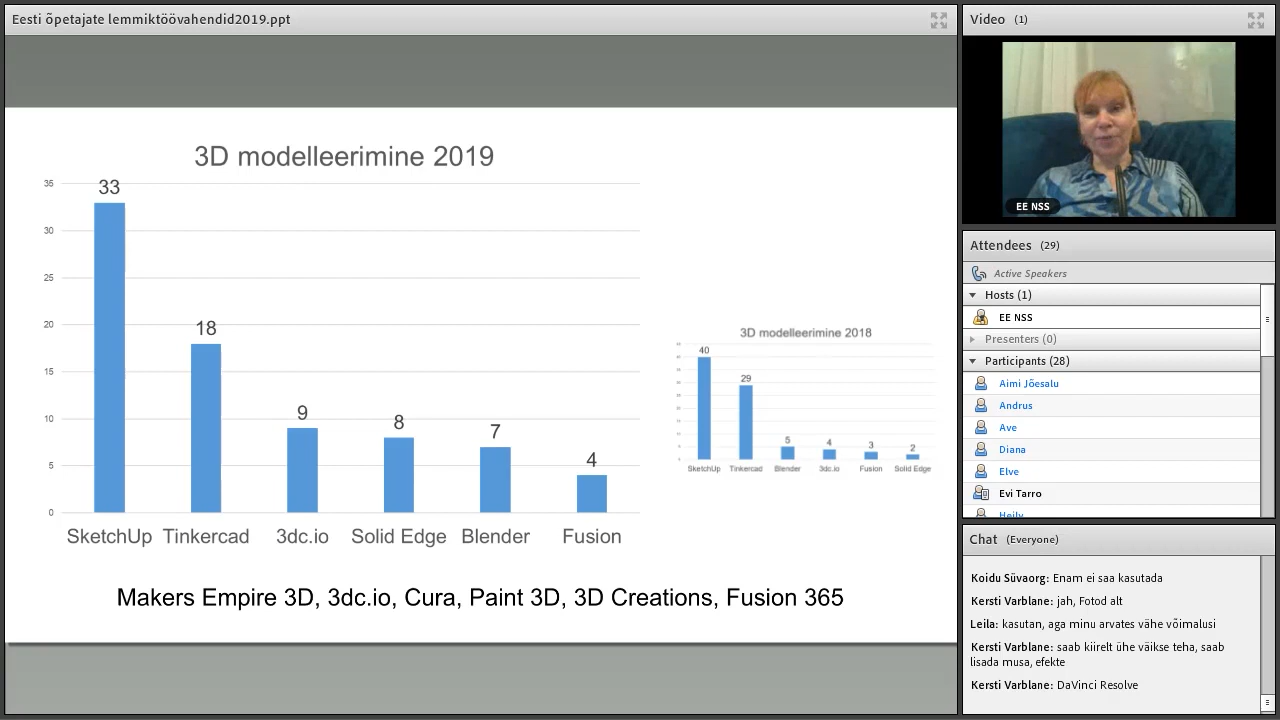 Eesti õpetajate lemmiktöövahendid2019.ppt
3D modelleerimine 2019
35
30
25
20
15
10
5
0
33
18
9
8
7
4
SketchUp Tinkercad 3dc.io Solid Edge Blender Fusion
3D modelleerimine 2018
40
29
5
4
3
2
SketchUp Tinkercad Blender 3dc.io Fusion Solid Edge
Makers Empire 3D, 3dc.io, Cura, Paint 3D, 3D Creations, Fusion 365
Video (1)
EE NSS
Attendees (29)
Active Speakers
Hosts (1)
EE NSS
Presenters (0)
Participants (28)
Aimi Jõesalu
Andrus
Ave
Diana
Elve
Evi Tarro
Heily
Chat (Everyone)
Koidu Süvaorg: Enam ei saa kasutada
Kersti Varblane: jah, Fotod alt
Leila: kasutan, aga minu arvates vähe võimalusi
Kersti Varblane: saab kiirelt ühe väikse teha, saab
lisada musa, efekte
Kersti Varblane: DaVinci Resolve